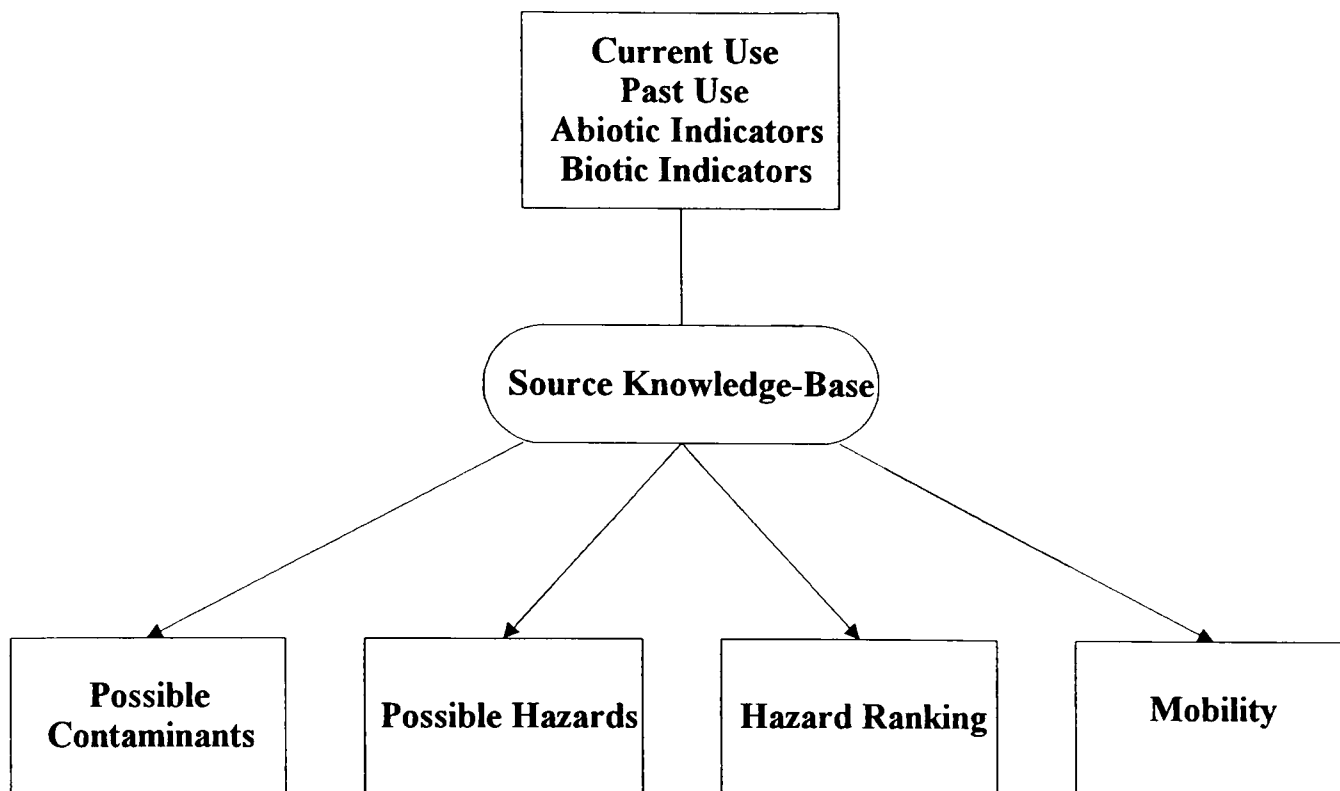 Current Use
Past Use
Abiotic Indicators
Biotic Indicators
Source Knowledge-Base
Possible
Contaminants
Possible Hazards
Hazard Ranking
Mobility